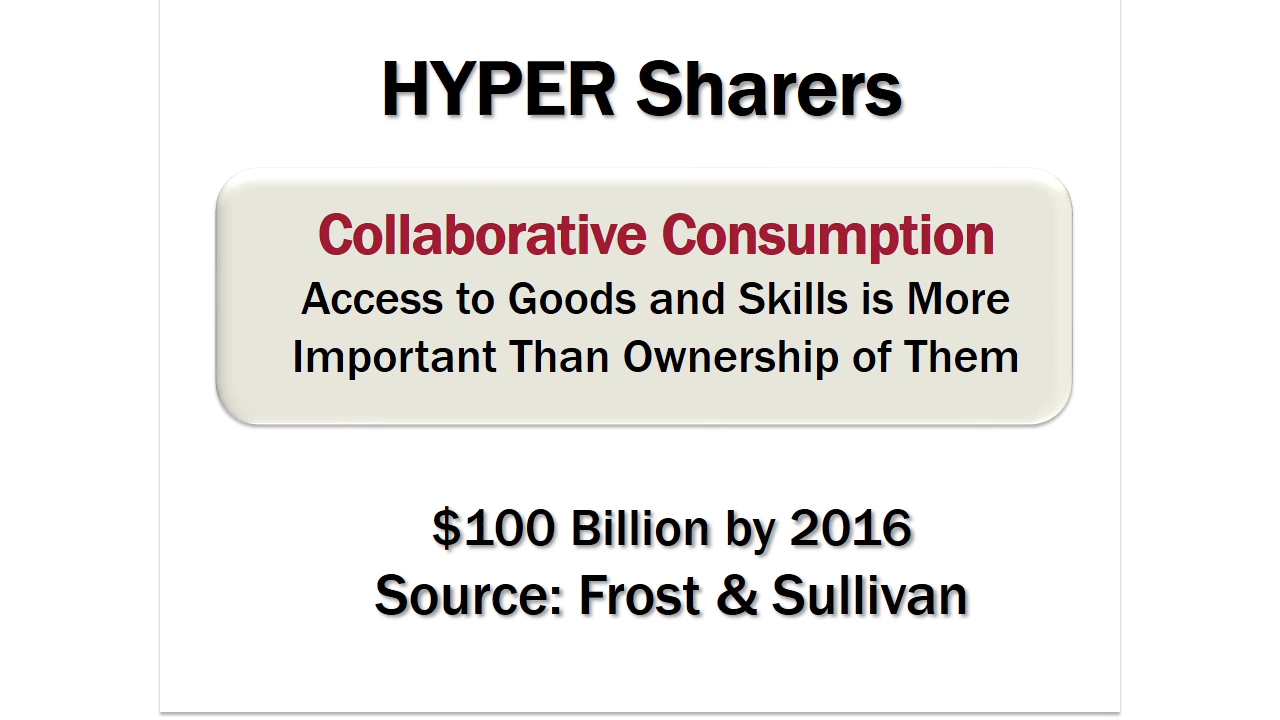 HYPER Sharers
Collaborative Consumption
Access to Goods and Skills is More
Important Than Ownership of Them
$100 Billion by 2016
Source: Frost & Sullivan